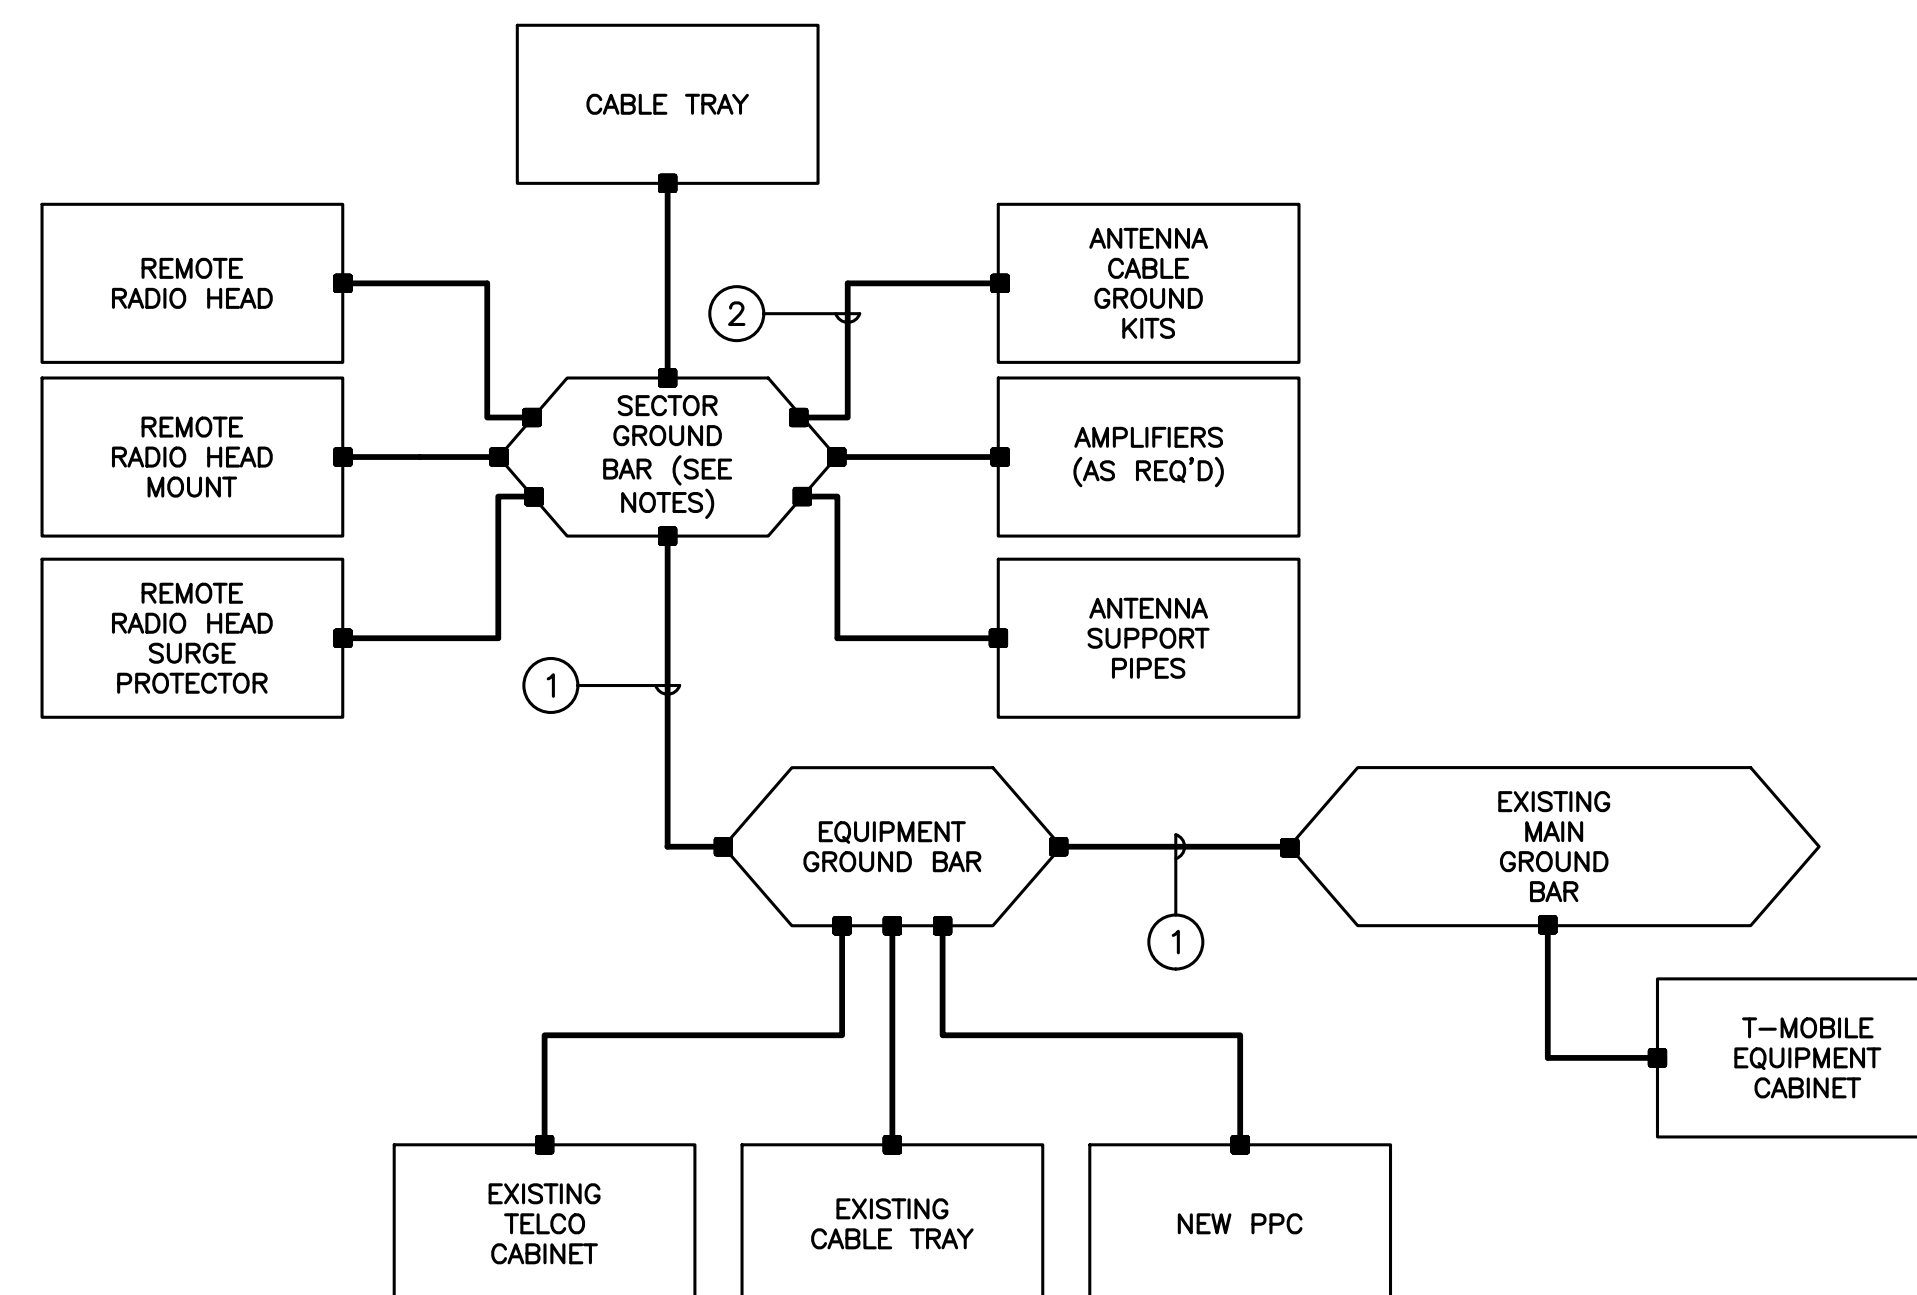 CABLE TRAY
REMOTE
RADIO HEAD
ANTENNA
CABLE
GROUND
KITS
2
REMOTE
RADIO HEAD
MOUNT
SECTOR
GROUND
BAR (SEE
NOTES)
AMPLIFIERS
(AS REQ'D)
REMOTE
RADIO HEAD
SURGE
PROTECTOR
ANTENNA
SUPPORT
PIPES
1
EQUIPMENT
GROUND BAR
EXISTING
MAIN
GROUND
BAR
1
T-MOBILE
EQUIPMENT
CABINET
EXISTING
TELCO
CABINET
EXISTING
CABLE TRAY
NEW PPC